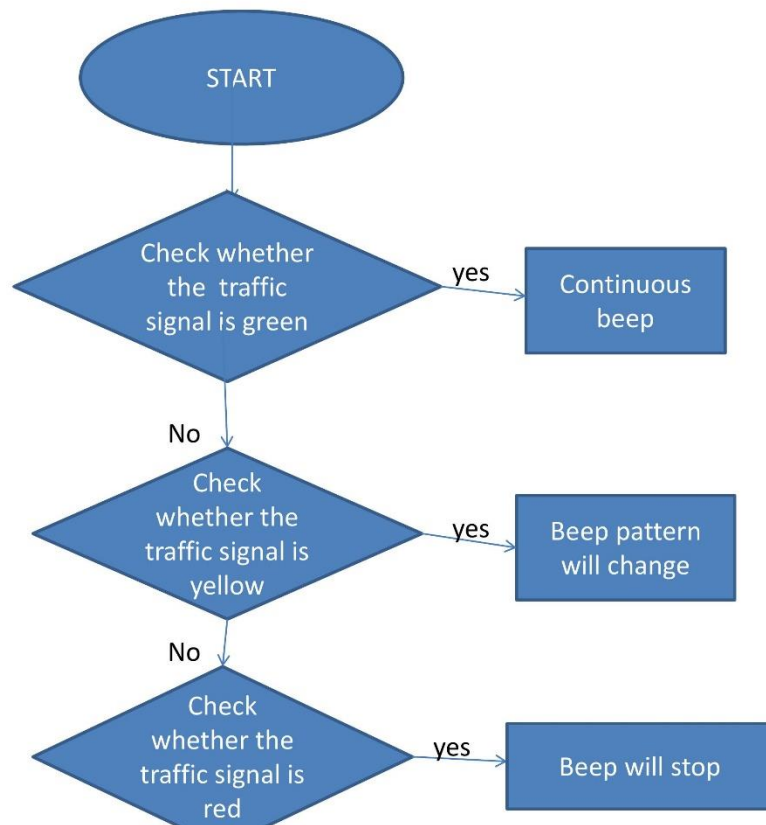 START
Check whether
the traffic
signal is green
yes
Continuous
beep
No
Check
whether the
traffic signal is
yellow
yes
Beep pattern
will change
No
Check
whether the
traffic signal is
red
yes
Beep will stop